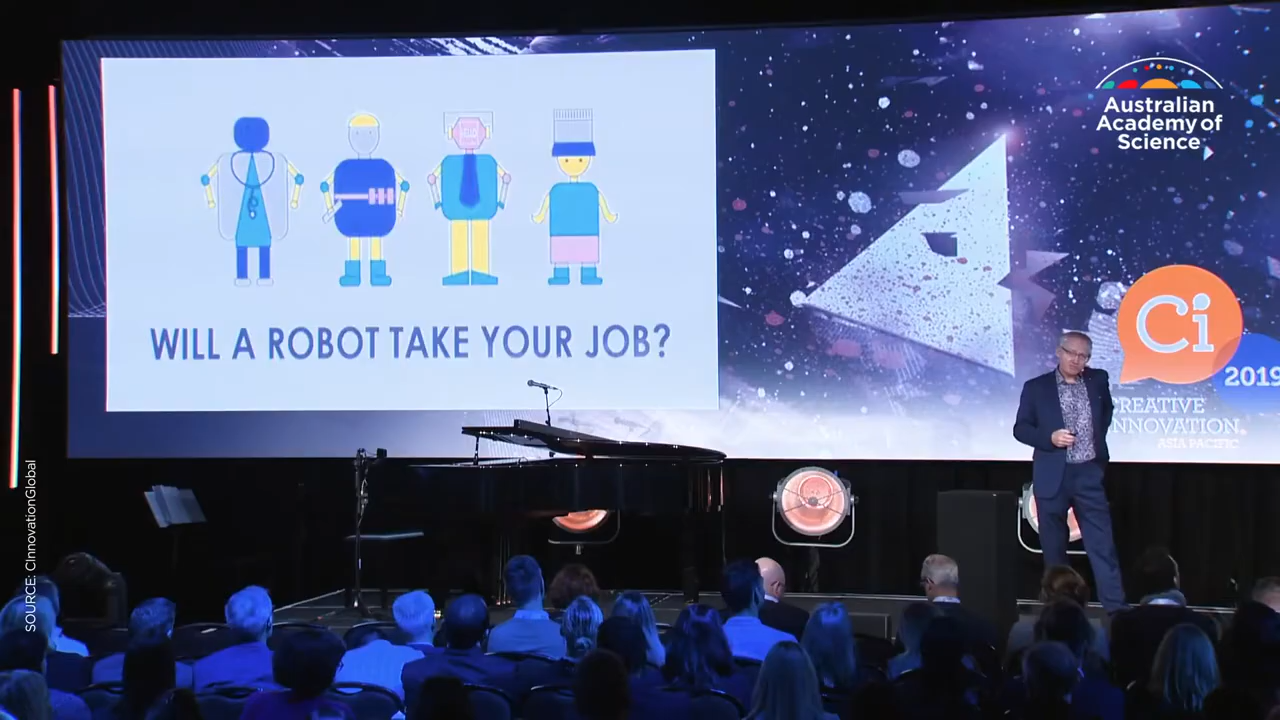 Australian
Academy of
Science
WILL A ROBOT TAKE YOUR JOB?
Ci
2019
CREATIVE
INNOVATION
ASIA PACIFIC
SOURCE: CInnovationGlobal